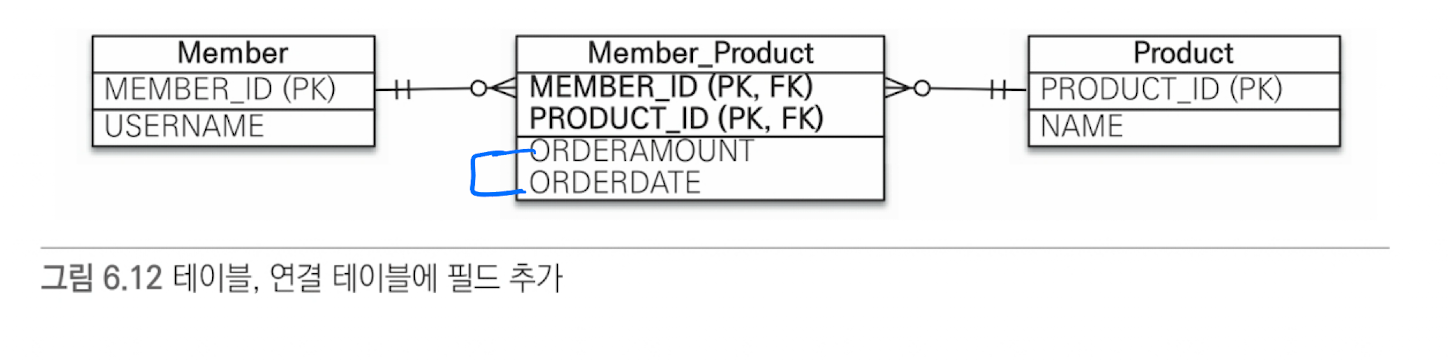 Member
MEMBER_ID (PK)
USERNAME
Member_Product
MEMBER_ID (PK, FK)
PRODUCT_ID (PK, FK)
ORDERAMOUNT
ORDERDATE
Product
PRODUCT_ID (PK)
NAME
그림 6.12 테이블, 연결 테이블에 필드 추가